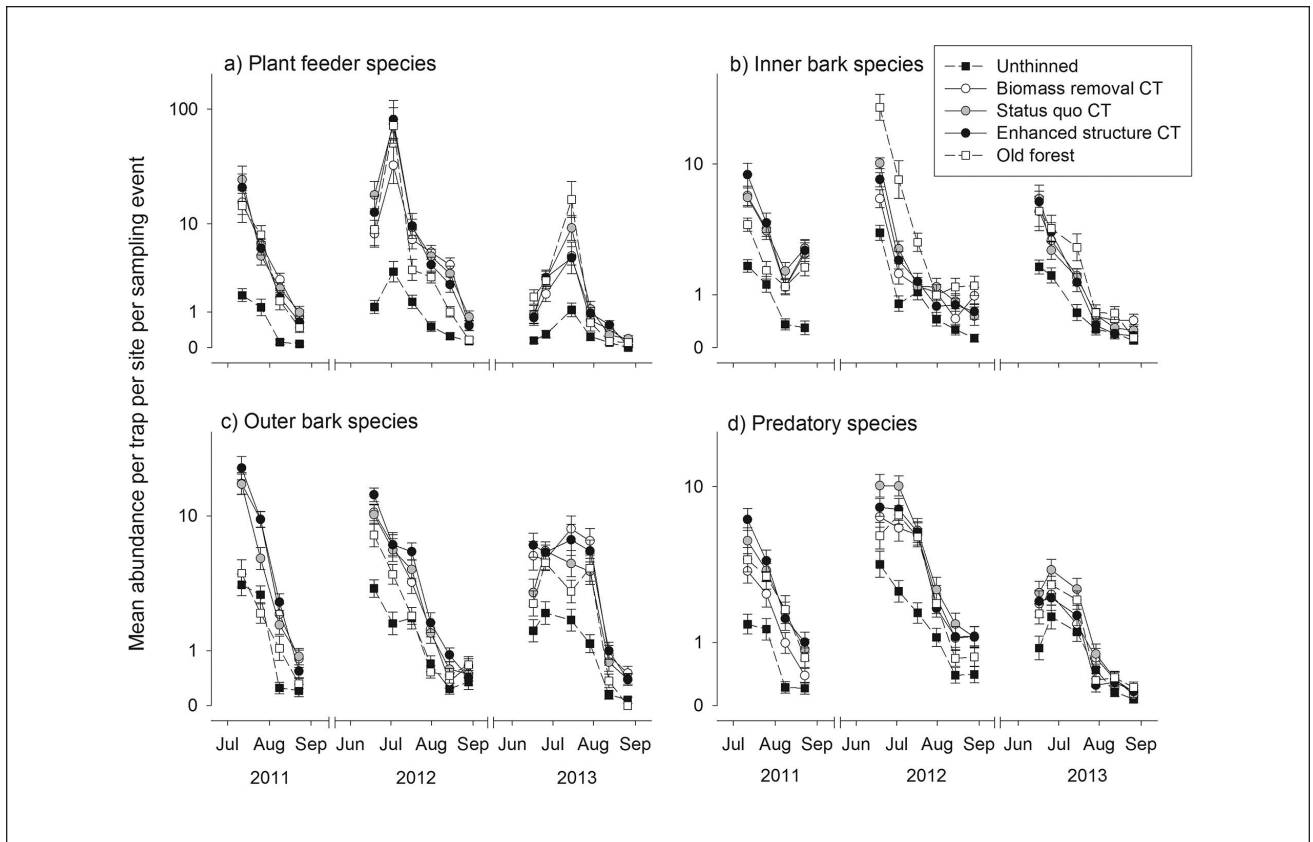 a) Plant feeder species
b) Inner bark species
Unthinned
Biomass removal CT
Status quo CT
Enhanced structure CT
Old forest
100
10
1
0
10
1
0
Mean abundance per trap per site per sampling event
c) Outer bark species
d) Predatory species
10
1
0
10
1
0
Jul Aug Sep Jun Jul Aug Sep Jun Jul Aug Sep
2011 2012 2013
Jul Aug Sep Jun Jul Aug Sep Jun Jul Aug Sep
2011 2012 2013